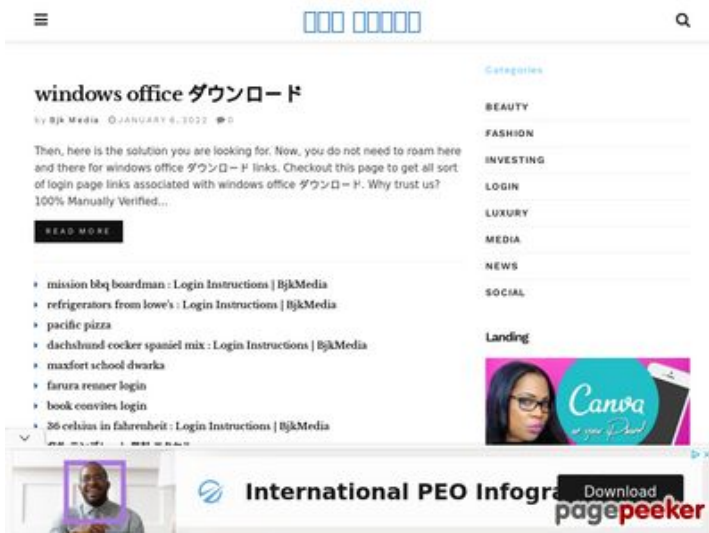 windows office ダウンロード
by Bjk Media JANUARY 6, 2022 0
Then, here is the solution you are looking for. Now, you do not need to roam here
and there for windows office ダウンロード links. Checkout this page to get all sort
of login page links associated with windows office ダウンロード. Why trust us?
100% Manually Verified...
READ MORE
mission bbq boardman : Login Instructions | BjkMedia
refrigerators from lowe's : Login Instructions | BjkMedia
pacific pizza
dachshund cocker spaniel mix : Login Instructions | BjkMedia
maxfort school dwarka
farura renner login
book convites login
36 celsius in fahrenheit : Login Instructions | BjkMedia
Categories
BEAUTY
FASHION
INVESTING
LOGIN
LUXURY
MEDIA
NEWS
SOCIAL
Landing
Canva
International PEO Infogra
Download
pagepeeker